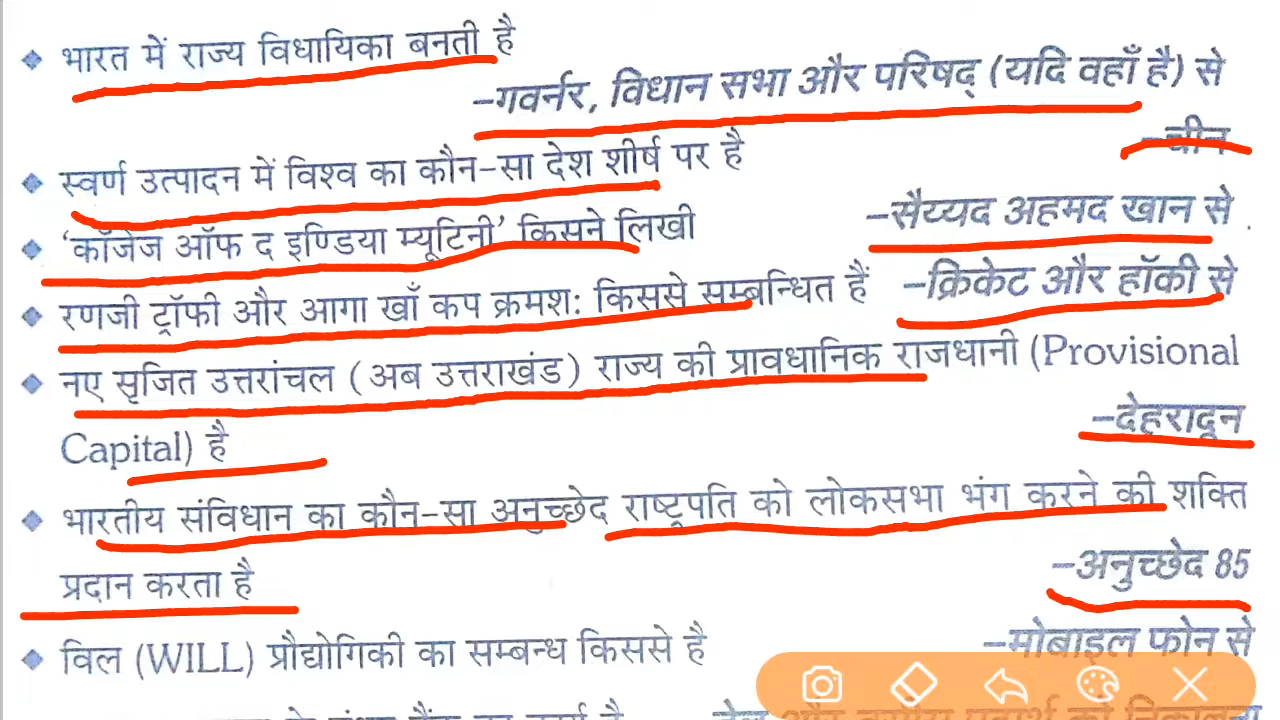 ❖ भारत में राज्य विधायिका बनती है
–गवर्नर, विधान सभा और परिषद् (यदि वहाँ है) से
❖ स्वर्ण उत्पादन में विश्व का कौन-सा देश शीर्ष पर है –चीन
❖ ‘कॉजेज ऑफ द इण्डिया म्यूटिनी’ किसने लिखी –सैय्यद अहमद खान से
❖ रणजी ट्रॉफी और आगा खाँ कप क्रमशः किससे सम्बन्धित हैं –क्रिकेट और हॉकी से
❖ नए सृजित उत्तरांचल (अब उत्तराखंड) राज्य की प्रावधानिक राजधानी (Provisional
Capital) है –देहरादून
❖ भारतीय संविधान का कौन-सा अनुच्छेद राष्ट्रपति को लोकसभा भंग करने की शक्ति
प्रदान करता है –अनुच्छेद 85
❖ विल (WILL) प्रौद्योगिकी का सम्बन्ध किससे है –मोबाइल फोन से